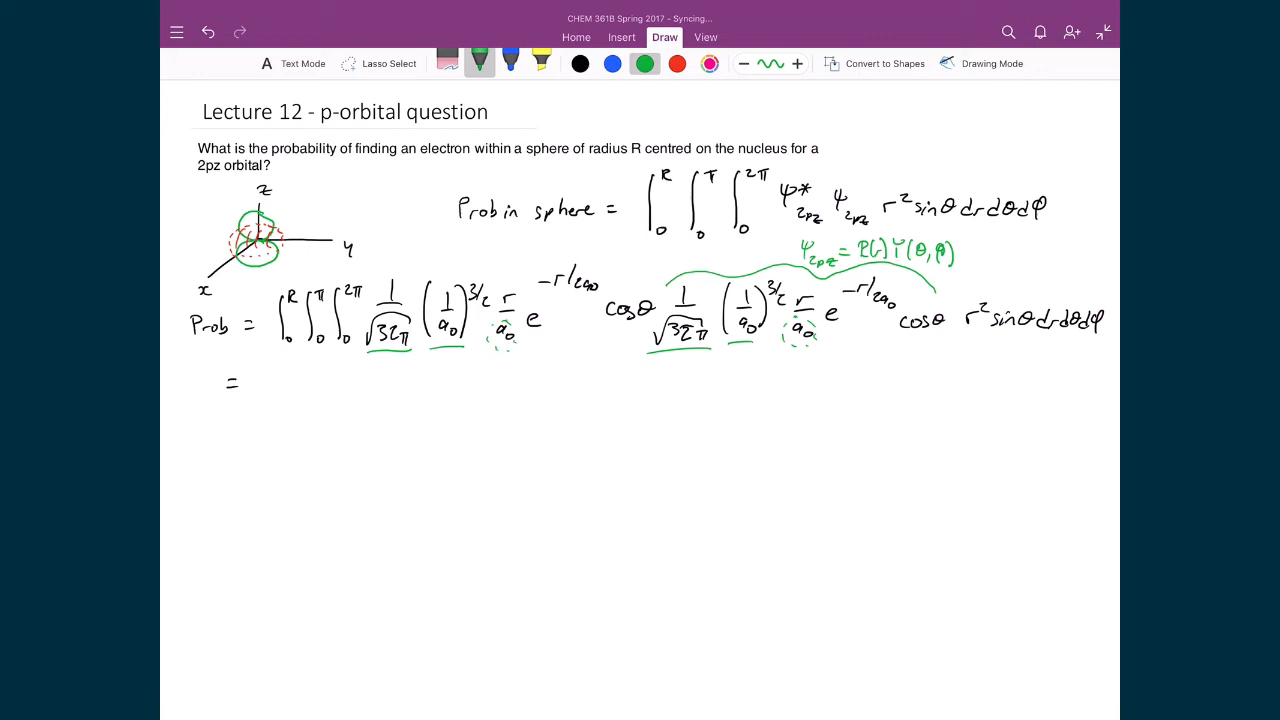 CHEM 361B Spring 2017 - Syncing...
Home Insert Draw View
A Text Mode Lasso Select Convert to Shapes Drawing Mode
Lecture 12 - p-orbital question
What is the probability of finding an electron within a sphere of radius R centred on the nucleus for a
2pz orbital?
z
y
x
Prob in sphere = ∫₀^R ∫₀^π ∫₀^2π ψ*_2pz ψ_2pz r² sinθ dr dθ dφ
ψ_2pz = R(r) Y(θ, φ)
Prob = ∫₀^R ∫₀^π ∫₀^2π 1/√32π (1/a₀)^3/2 r/a₀ e^-r/2a₀ cosθ 1/√32π (1/a₀)^3/2 r/a₀ e^-r/2a₀ cosθ r² sinθ dr dθ dφ
=